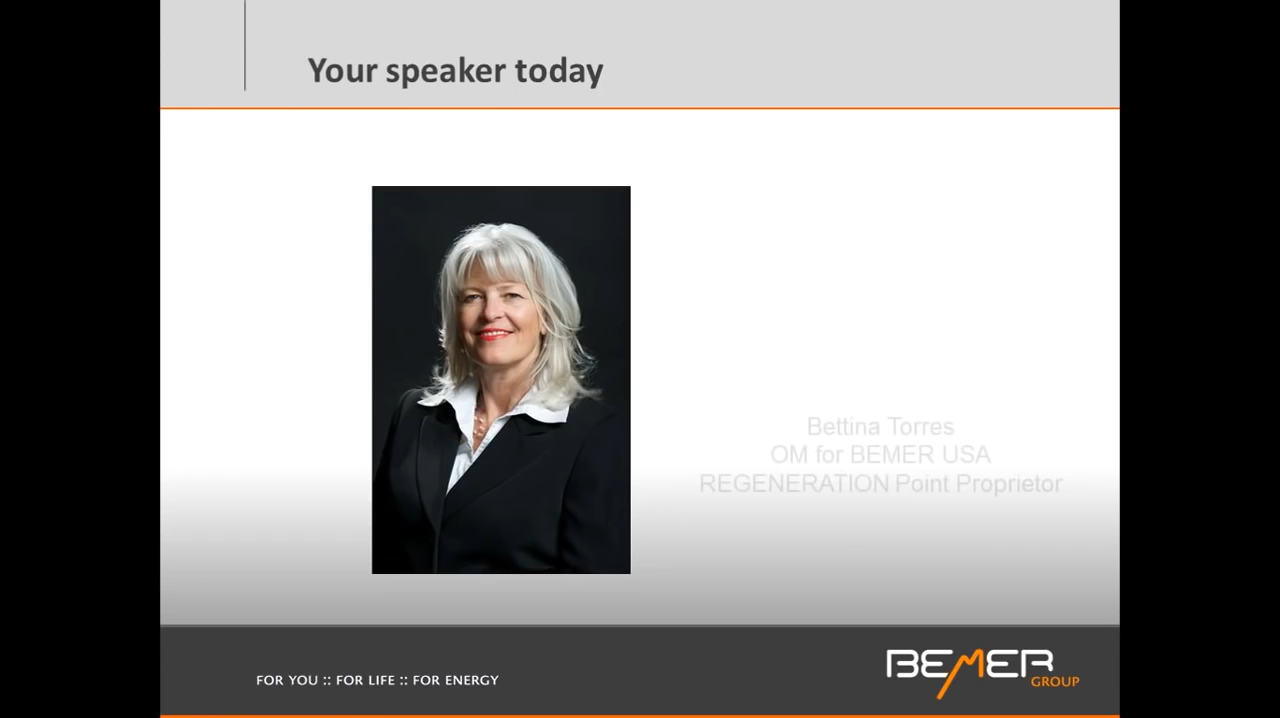 Your speaker today
Bettina Torres
OM for BEMER USA
REGENERATION Point Proprietor
FOR YOU :: FOR LIFE :: FOR ENERGY
BEMER
GROUP